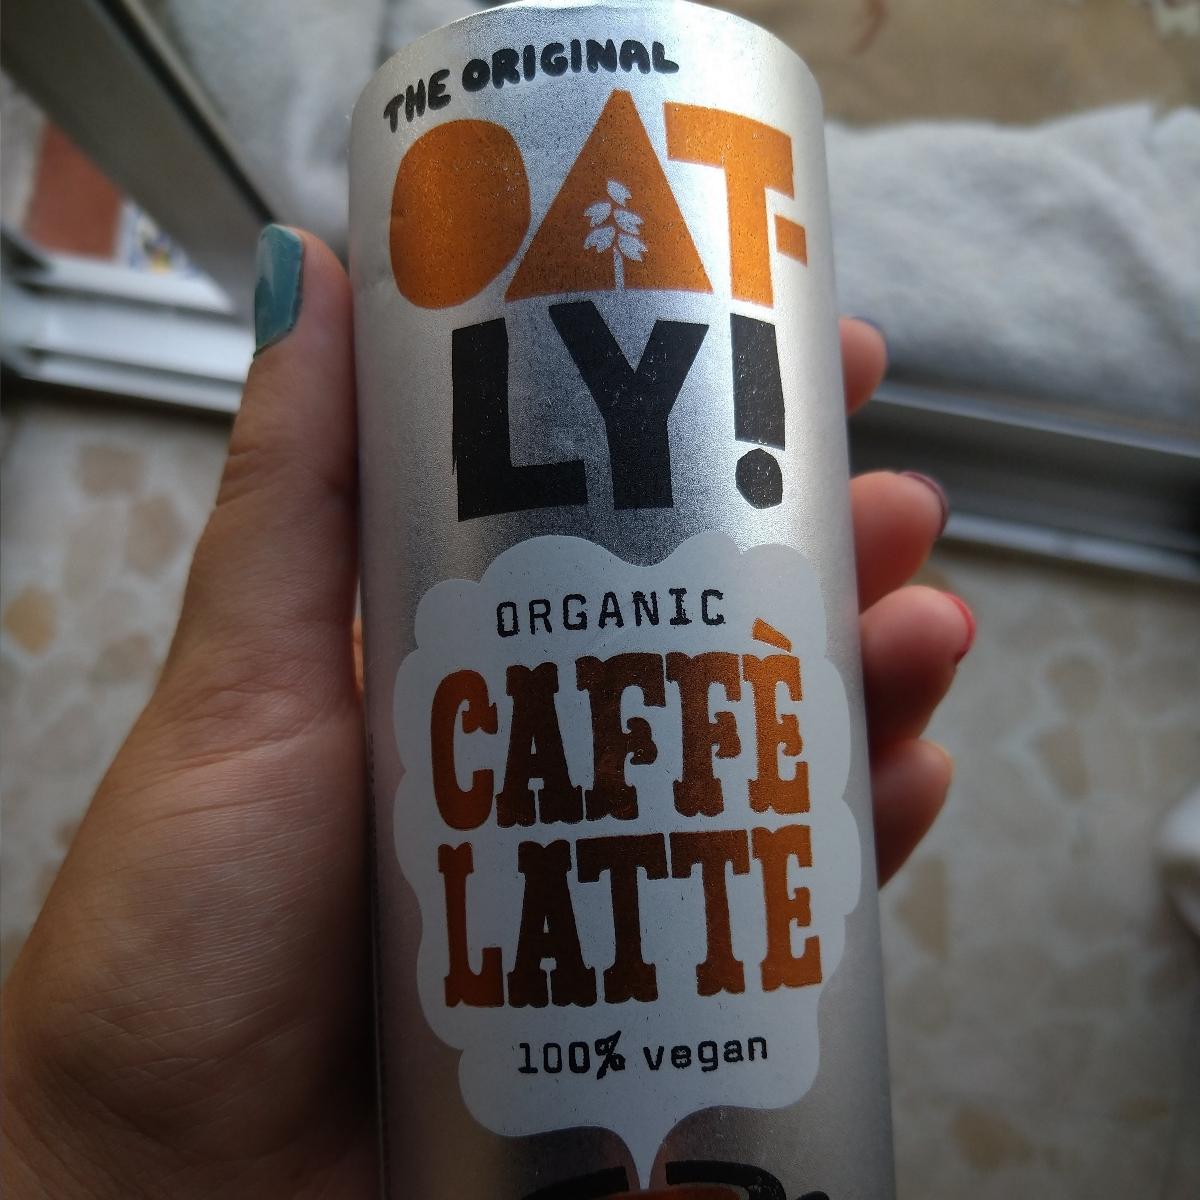 THE ORIGINAL
OAT-
LY!
ORGANIC
CAFFÈ
LATTE
100% vegan